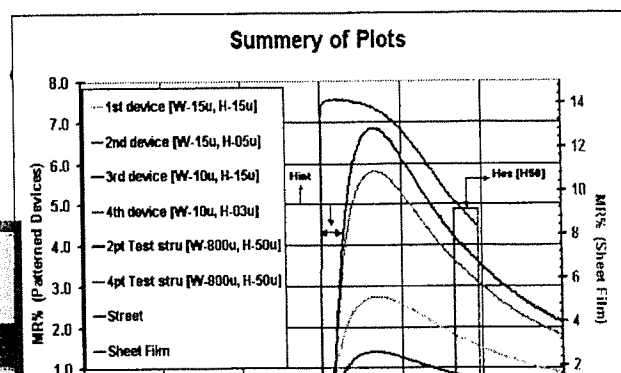 Summery of Plots
8.0
7.0
6.0
5.0
4.0
3.0
2.0
1.0
MR% (Patterned Devices)
1st device [W-15u, H-15u]
2nd device [W-15u, H-05u]
3rd device [W-10u, H-15u]
4th device [W-10u, H-03u]
2pt Test stru [W-800u, H-50u]
4pt Test stru [W-800u, H-50u]
Street
Sheet Film
Hint
Hes [H50]
14
12
10
8
6
4
2
MR% (Sheet Film)